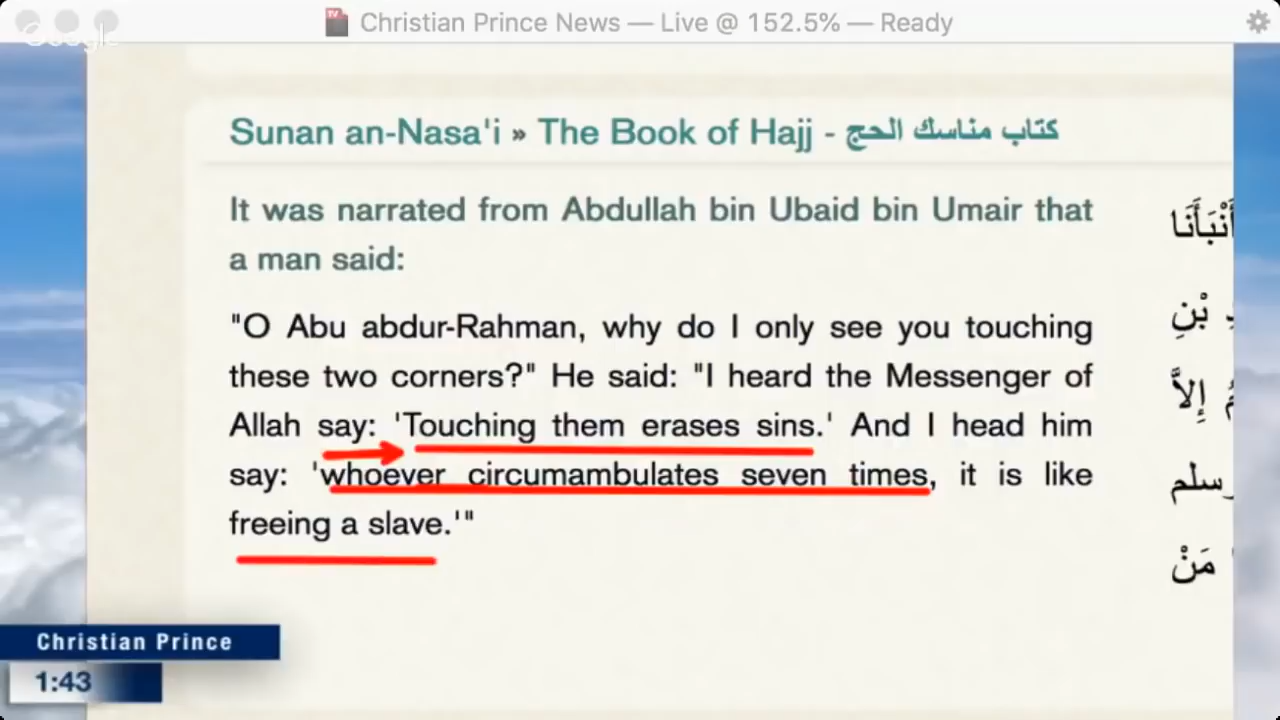 Christian Prince News — Live @ 152.5% — Ready
Google
Sunan an-Nasa'i » The Book of Hajj - كتاب مناسك الحج
It was narrated from Abdullah bin Ubaid bin Umair that
a man said:
"O Abu abdur-Rahman, why do I only see you touching
these two corners?" He said: "I heard the Messenger of
Allah say: 'Touching them erases sins.' And I head him
say: 'whoever circumambulates seven times, it is like
freeing a slave.'"
أَنْبَأَنَا
بْنِ
إِلاَّ
وسلم
مَنْ
Christian Prince
1:43